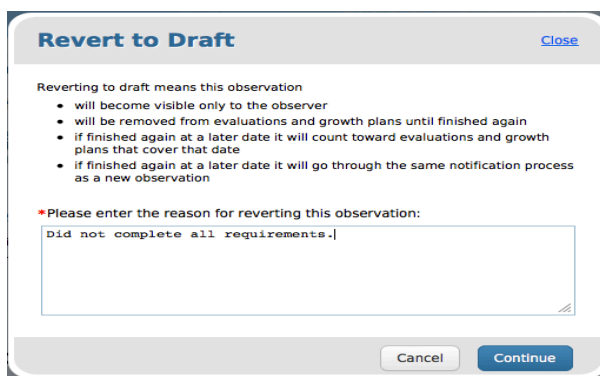 Revert to Draft
Close
Reverting to draft means this observation
• will become visible only to the observer
• will be removed from evaluations and growth plans until finished again
• if finished again at a later date it will count toward evaluations and growth
plans that cover that date
• if finished again at a later date it will go through the same notification process
as a new observation
*Please enter the reason for reverting this observation:
Did not complete all requirements.
Cancel
Continue